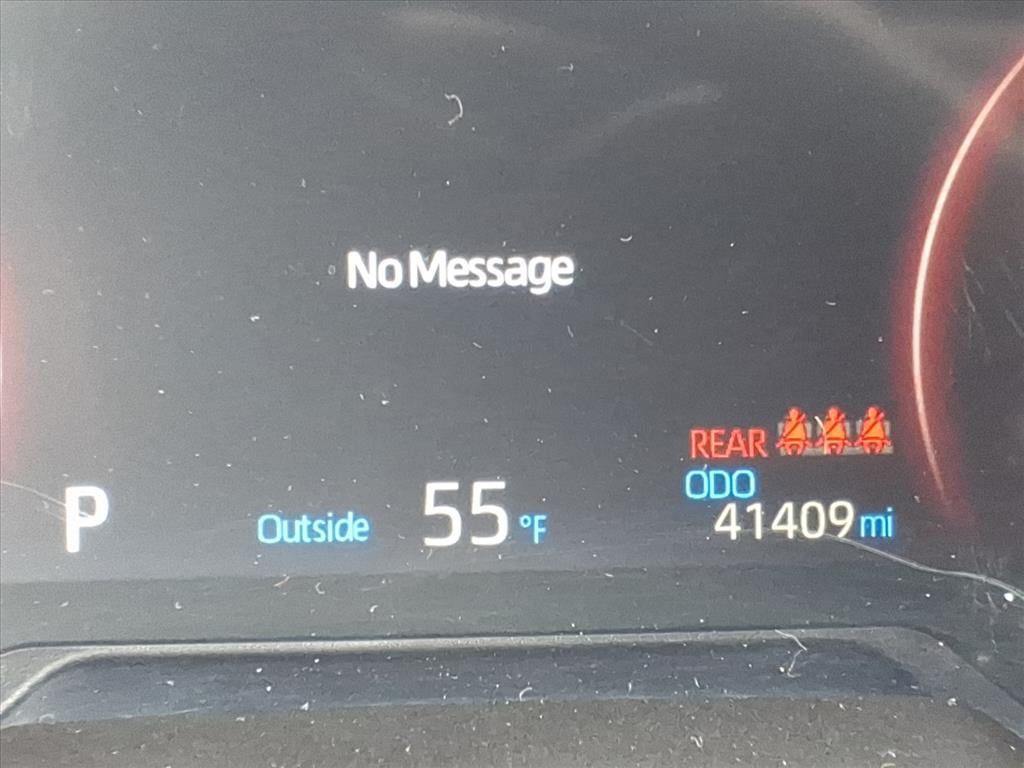 No Message
REAR
ODO
P Outside 55 °F 41409 mi